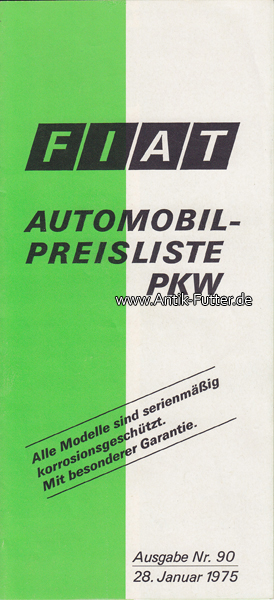 FIAT
AUTOMOBIL-
PREISLISTE
PKW
www.Antik-Futter.de
Alle Modelle sind serienmäßig
korrosionsgeschützt.
Mit besonderer Garantie.
Ausgabe Nr. 90
28. Januar 1975